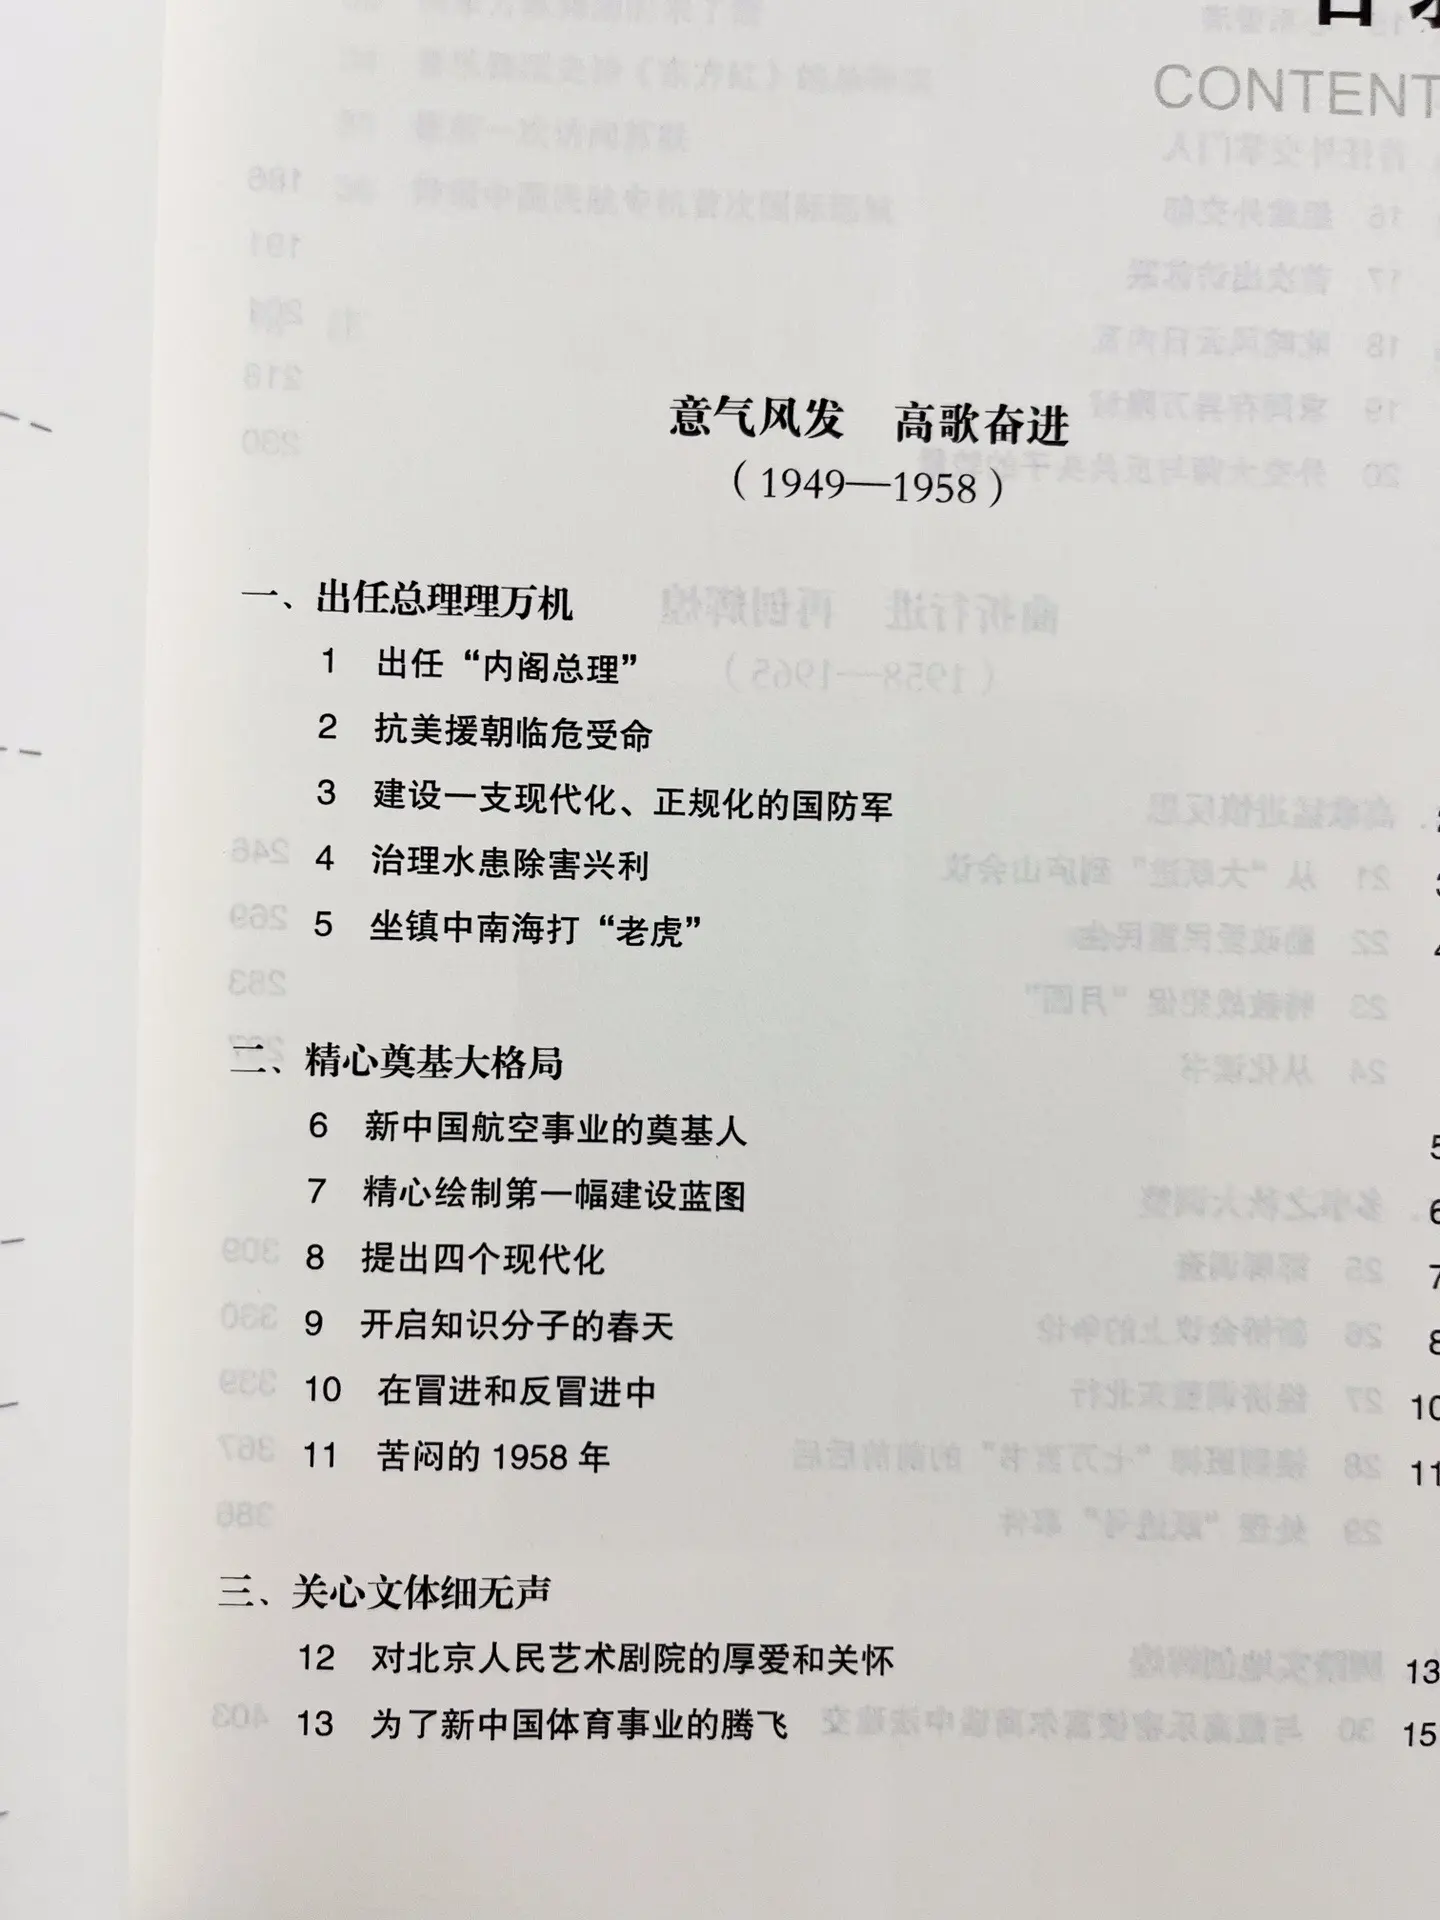 CONTENT
意气风发 高歌奋进
（1949—1958）
一、出任总理理万机
1 出任“内阁总理”
2 抗美援朝临危受命
3 建设一支现代化、正规化的国防军
4 治理水患除害兴利
5 坐镇中南海打“老虎”
二、精心奠基大格局
6 新中国航空事业的奠基人
7 精心绘制第一幅建设蓝图
8 提出四个现代化
9 开启知识分子的春天
10 在冒进和反冒进中
11 苦闷的 1958 年
三、关心文体细无声
12 对北京人民艺术剧院的厚爱和关怀
13 为了新中国体育事业的腾飞